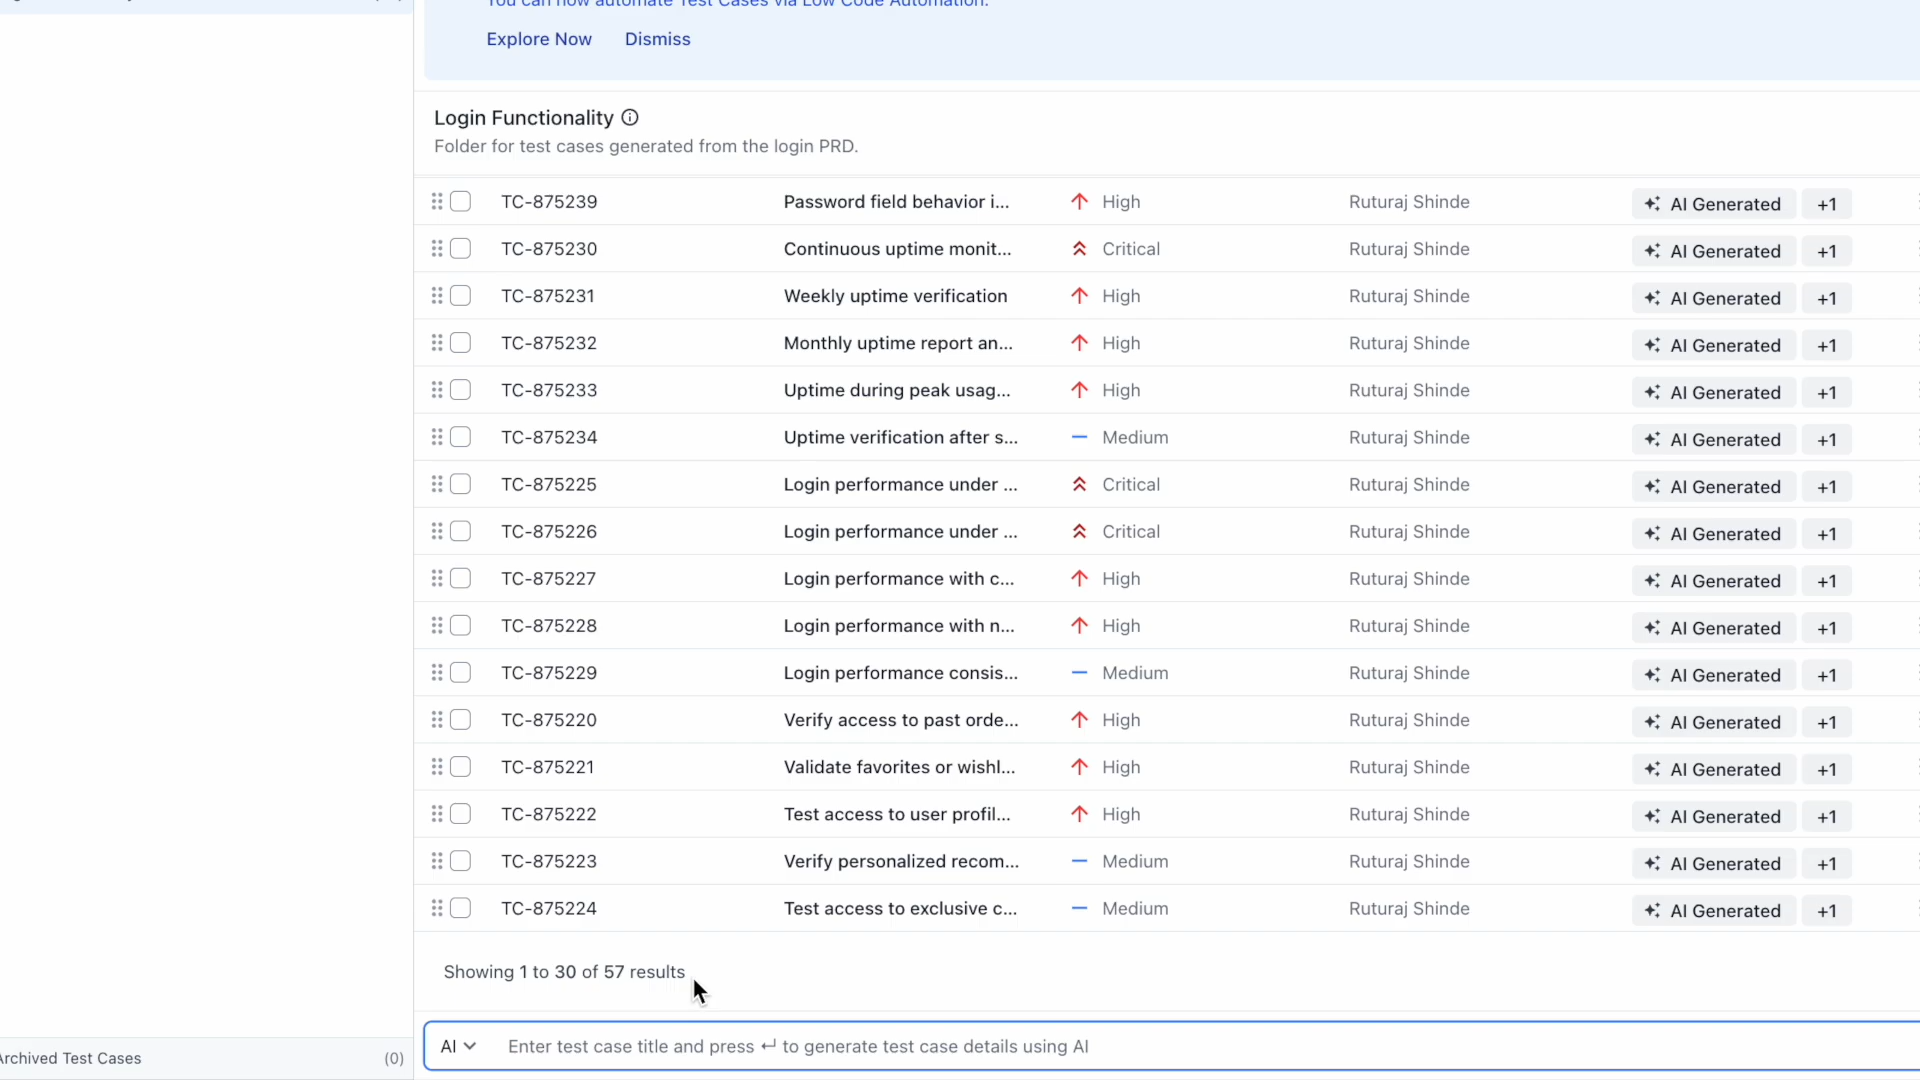 You can now automate Test Cases via Low Code Automation.
Explore Now Dismiss
Login Functionality
Folder for test cases generated from the login PRD.
TC-875239 Password field behavior i... High Ruturaj Shinde AI Generated +1
TC-875230 Continuous uptime monit... Critical Ruturaj Shinde AI Generated +1
TC-875231 Weekly uptime verification High Ruturaj Shinde AI Generated +1
TC-875232 Monthly uptime report an... High Ruturaj Shinde AI Generated +1
TC-875233 Uptime during peak usag... High Ruturaj Shinde AI Generated +1
TC-875234 Uptime verification after s... Medium Ruturaj Shinde AI Generated +1
TC-875225 Login performance under ... Critical Ruturaj Shinde AI Generated +1
TC-875226 Login performance under ... Critical Ruturaj Shinde AI Generated +1
TC-875227 Login performance with c... High Ruturaj Shinde AI Generated +1
TC-875228 Login performance with n... High Ruturaj Shinde AI Generated +1
TC-875229 Login performance consis... Medium Ruturaj Shinde AI Generated +1
TC-875220 Verify access to past orde... High Ruturaj Shinde AI Generated +1
TC-875221 Validate favorites or wishl... High Ruturaj Shinde AI Generated +1
TC-875222 Test access to user profil... High Ruturaj Shinde AI Generated +1
TC-875223 Verify personalized recom... Medium Ruturaj Shinde AI Generated +1
TC-875224 Test access to exclusive c... Medium Ruturaj Shinde AI Generated +1
Showing 1 to 30 of 57 results
AI Enter test case title and press ↵ to generate test case details using AI
Archived Test Cases (0)